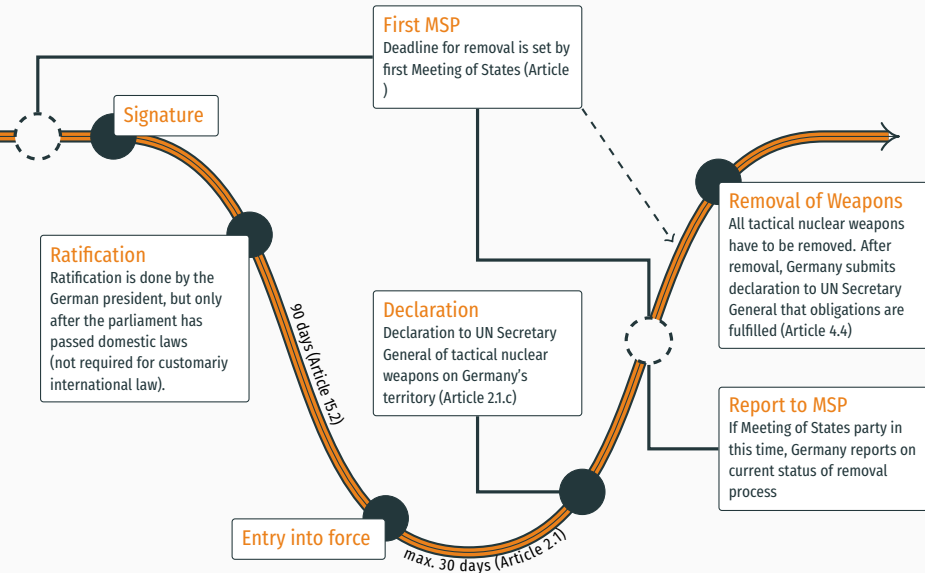 First MSP
Deadline for removal is set by
first Meeting of States (Article
)
Signature
Ratification
Ratification is done by the
German president, but only
after the parliament has
passed domestic laws
(not required for customariy
international law).
90 days (Article 15.2)
Entry into force
max. 30 days (Article 2.1)
Declaration
Declaration to UN Secretary
General of tactical nuclear
weapons on Germany's
territory (Article 2.1.c)
Removal of Weapons
All tactical nuclear weapons
have to be removed. After
removal, Germany submits
declaration to UN Secretary
General that obligations are
fulfilled (Article 4.4)
Report to MSP
If Meeting of States party in
this time, Germany reports on
current status of removal
process